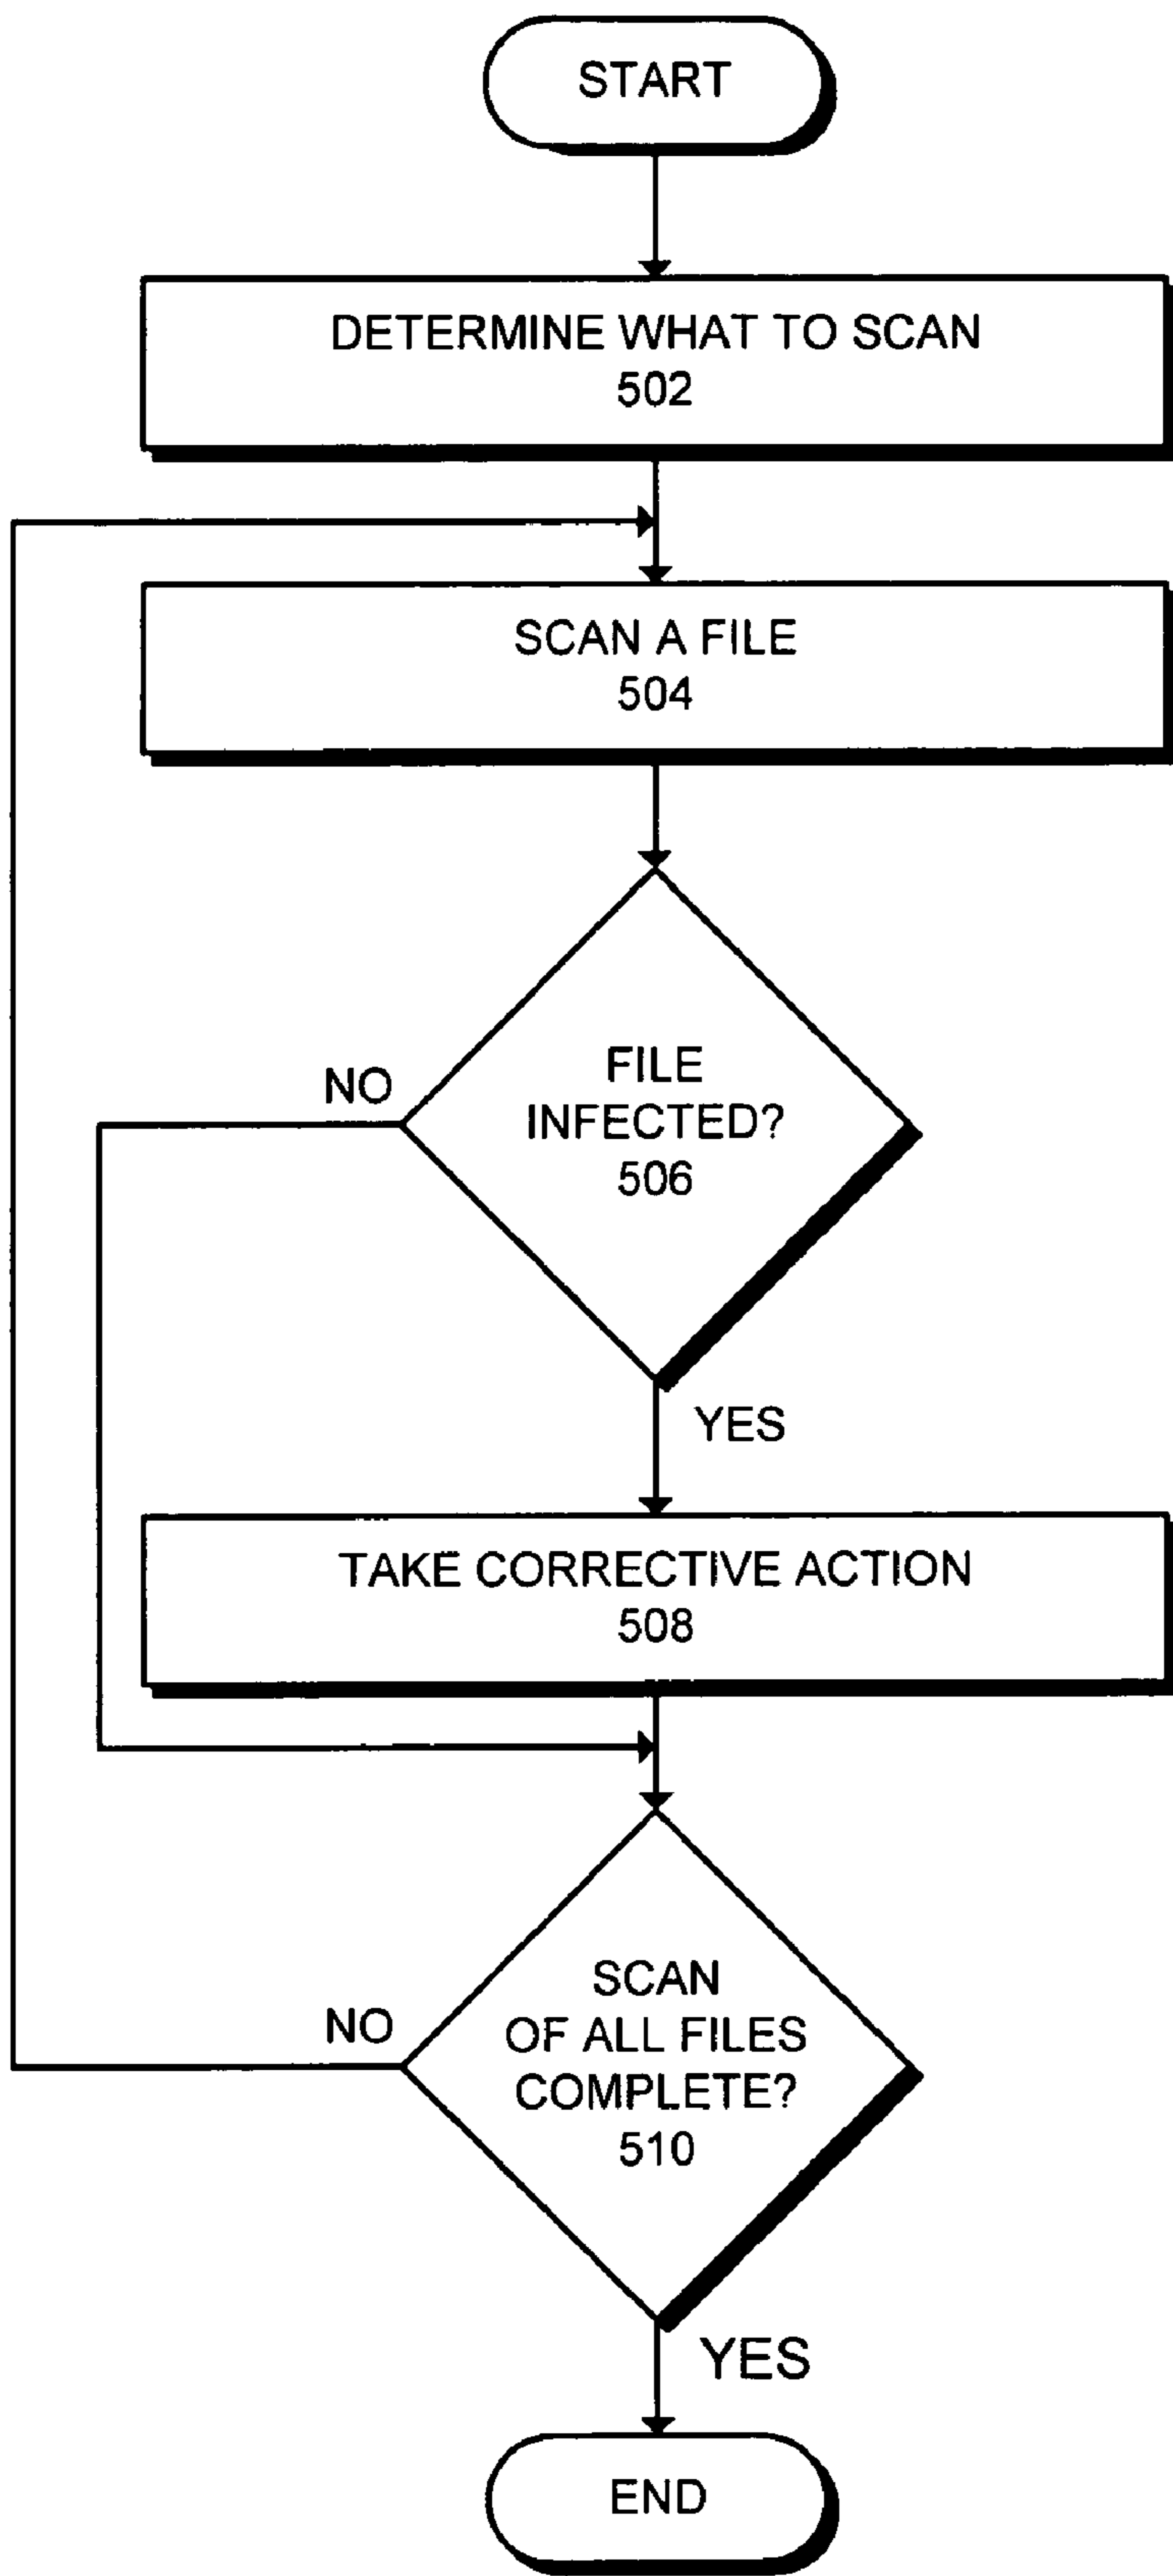 START
DETERMINE WHAT TO SCAN
502
SCAN A FILE
504
NO
FILE
INFECTED?
506
YES
TAKE CORRECTIVE ACTION
508
NO
SCAN
OF ALL FILES
COMPLETE?
510
YES
END